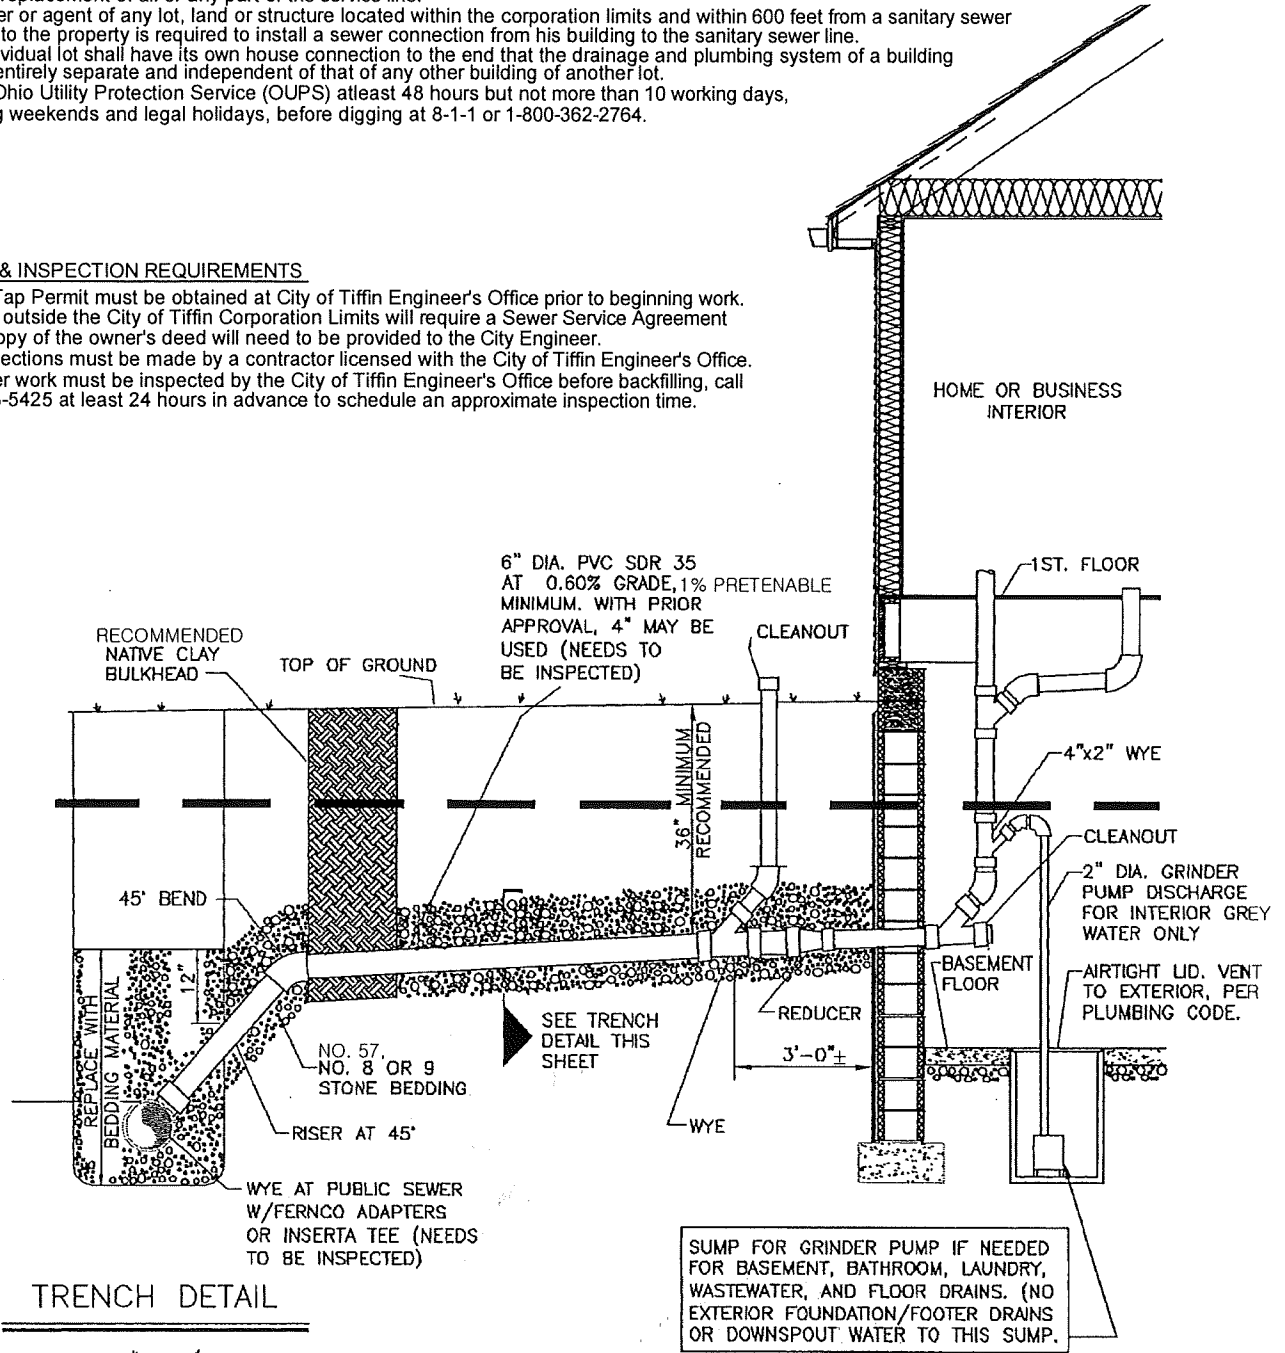 er or agent of any lot, land or structure located within the corporation limits and within 600 feet from a sanitary sewer
to the property is required to install a sewer connection from his building to the sanitary sewer line.
vidual lot shall have its own house connection to the end that the drainage and plumbing system of a building
entirely separate and independent of that of any other building of another lot.
Ohio Utility Protection Service (OUPS) atleast 48 hours but not more than 10 working days,
g weekends and legal holidays, before digging at 8-1-1 or 1-800-362-2764.
& INSPECTION REQUIREMENTS
Tap Permit must be obtained at City of Tiffin Engineer's Office prior to beginning work.
outside the City of Tiffin Corporation Limits will require a Sewer Service Agreement
opy of the owner's deed will need to be provided to the City Engineer.
ections must be made by a contractor licensed with the City of Tiffin Engineer's Office.
er work must be inspected by the City of Tiffin Engineer's Office before backfilling, call
-5425 at least 24 hours in advance to schedule an approximate inspection time.
HOME OR BUSINESS
INTERIOR
6" DIA. PVC SDR 35
AT 0.60% GRADE, 1% PRETENABLE
MINIMUM. WITH PRIOR
APPROVAL, 4" MAY BE
USED (NEEDS TO
BE INSPECTED)
1ST. FLOOR
RECOMMENDED
NATIVE CLAY
BULKHEAD
TOP OF GROUND
CLEANOUT
36" MINIMUM
RECOMMENDED
4"x2" WYE
CLEANOUT
2" DIA. GRINDER
PUMP DISCHARGE
FOR INTERIOR GREY
WATER ONLY
45° BEND
12"
REPLACE WITH
BEDDING MATERIAL
BASEMENT
FLOOR
AIRTIGHT LID. VENT
TO EXTERIOR, PER
PLUMBING CODE.
REDUCER
SEE TRENCH
DETAIL THIS
SHEET
3'-0"±
NO. 57,
NO. 8 OR 9
STONE BEDDING
WYE
RISER AT 45°
WYE AT PUBLIC SEWER
W/FERNCO ADAPTERS
OR INSERTA TEE (NEEDS
TO BE INSPECTED)
SUMP FOR GRINDER PUMP IF NEEDED
FOR BASEMENT, BATHROOM, LAUNDRY,
WASTEWATER, AND FLOOR DRAINS. (NO
EXTERIOR FOUNDATION/FOOTER DRAINS
OR DOWNSPOUT WATER TO THIS SUMP.
TRENCH DETAIL